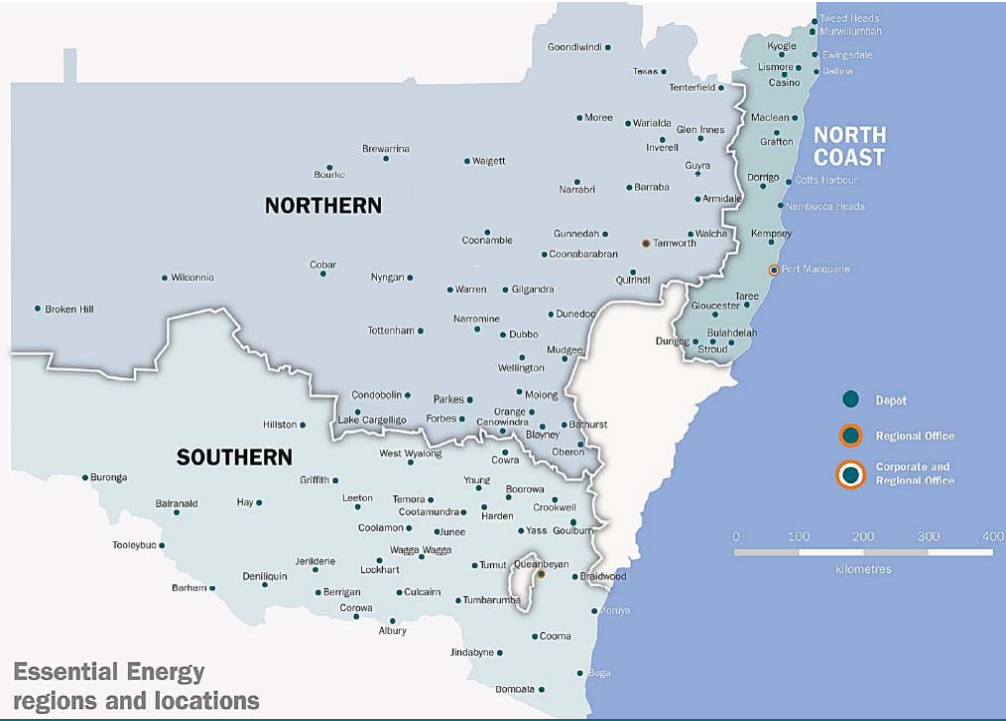 Tweed Heads
Murwillumbah
Kyogle
Ewingsdale
Lismore
Ballina
Casino
Goondiwindi
Texas
Tenterfield
Maclean
Grafton
NORTH
COAST
Moree
Warialda
Glen Innes
Inverell
Brewarrina
Walgett
Bourke
Guyra
Narrabri
Barraba
Armidale
Dorrigo
Coffs Harbour
Nambucca Heads
NORTHERN
Coonamble
Gunnedah
Tamworth
Walcha
Kempsey
Coonabarabran
Port Macquarie
Cobar
Wilcannia
Nyngan
Quirindi
Warren
Gilgandra
Broken Hill
Taree
Gloucester
Narromine
Dunedoo
Tottenham
Dubbo
Bulahdelah
Dungog
Stroud
Mudgee
Wellington
Condobolin
Parkes
Molong
Lake Cargelligo
Forbes
Orange
Canowindra
Blayney
Bathurst
Oberon
Hillston
SOUTHERN
West Wyalong
Cowra
Depot
Regional Office
Corporate and
Regional Office
Buronga
Griffith
Young
Boorowa
Balranald
Hay
Leeton
Temora
Cootamundra
Harden
Crookwell
Coolamon
Junee
Yass
Goulburn
Tooleybuc
Wagga Wagga
Lockhart
Jerilderie
Tumut
Queanbeyan
Braidwood
Deniliquin
Barham
Berrigan
Culcairn
Tumbarumba
Corowa
Albury
Moruya
Cooma
Jindabyne
Bega
Bombala
0 100 200 300 400
kilometres
Essential Energy
regions and locations